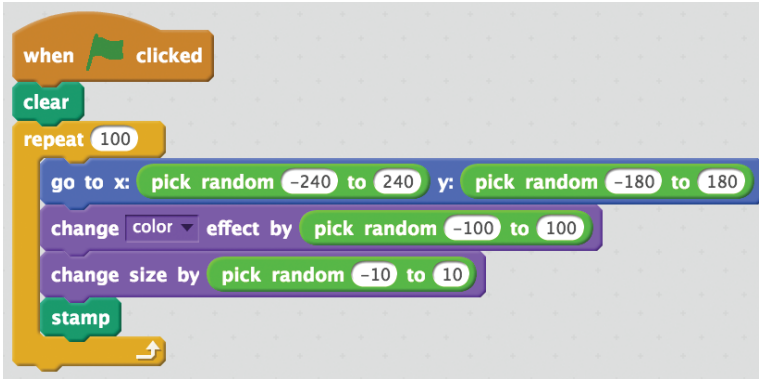 when clicked
clear
repeat 100
go to x: pick random -240 to 240 y: pick random -180 to 180
change color effect by pick random -100 to 100
change size by pick random -10 to 10
stamp